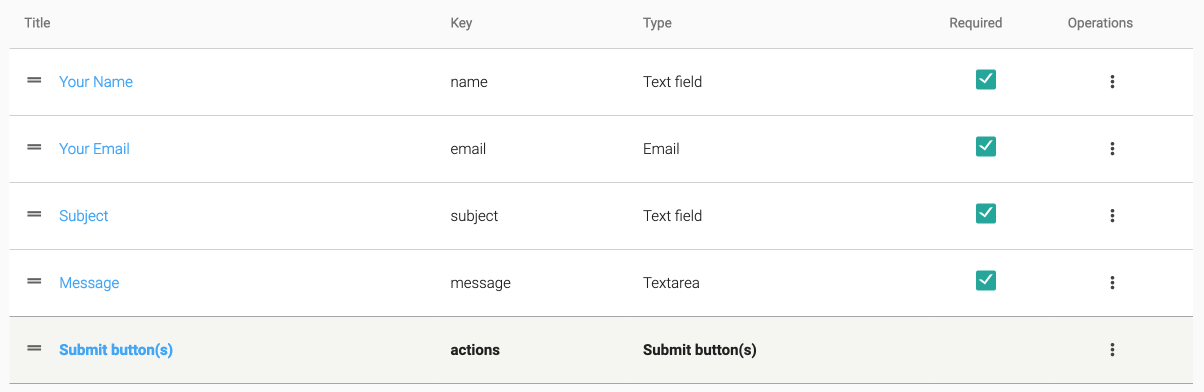 Title Key Type Required Operations
Your Name name Text field
Your Email email Email
Subject subject Text field
Message message Textarea
Submit button(s) actions Submit button(s)